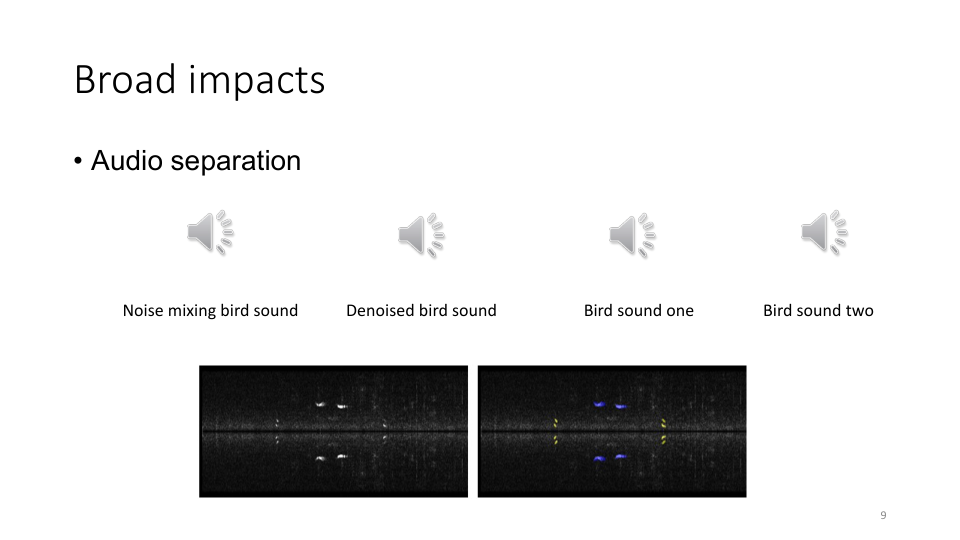 Broad impacts
• Audio separation
Noise mixing bird sound
Denoised bird sound
Bird sound one
Bird sound two
9